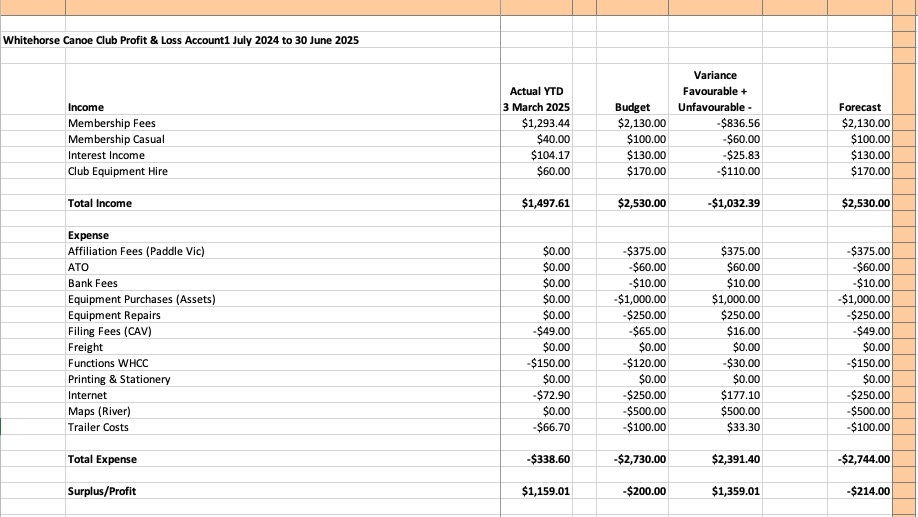 Whitehorse Canoe Club Profit & Loss Account1 July 2024 to 30 June 2025
Variance
Actual YTD Favourable +
Income 3 March 2025 Budget Unfavourable - Forecast
Membership Fees $1,293.44 $2,130.00 -$836.56 $2,130.00
Membership Casual $40.00 $100.00 -$60.00 $100.00
Interest Income $104.17 $130.00 -$25.83 $130.00
Club Equipment Hire $60.00 $170.00 -$110.00 $170.00
Total Income $1,497.61 $2,530.00 -$1,032.39 $2,530.00
Expense
Affiliation Fees (Paddle Vic) $0.00 -$375.00 $375.00 -$375.00
ATO $0.00 -$60.00 $60.00 -$60.00
Bank Fees $0.00 -$10.00 $10.00 -$10.00
Equipment Purchases (Assets) $0.00 -$1,000.00 $1,000.00 -$1,000.00
Equipment Repairs $0.00 -$250.00 $250.00 -$250.00
Filing Fees (CAV) -$49.00 -$65.00 $16.00 -$49.00
Freight $0.00 $0.00 $0.00 $0.00
Functions WHCC -$150.00 -$120.00 -$30.00 -$150.00
Printing & Stationery $0.00 $0.00 $0.00 $0.00
Internet -$72.90 -$250.00 $177.10 -$250.00
Maps (River) $0.00 -$500.00 $500.00 -$500.00
Trailer Costs -$66.70 -$100.00 $33.30 -$100.00
Total Expense -$338.60 -$2,730.00 $2,391.40 -$2,744.00
Surplus/Profit $1,159.01 -$200.00 $1,359.01 -$214.00